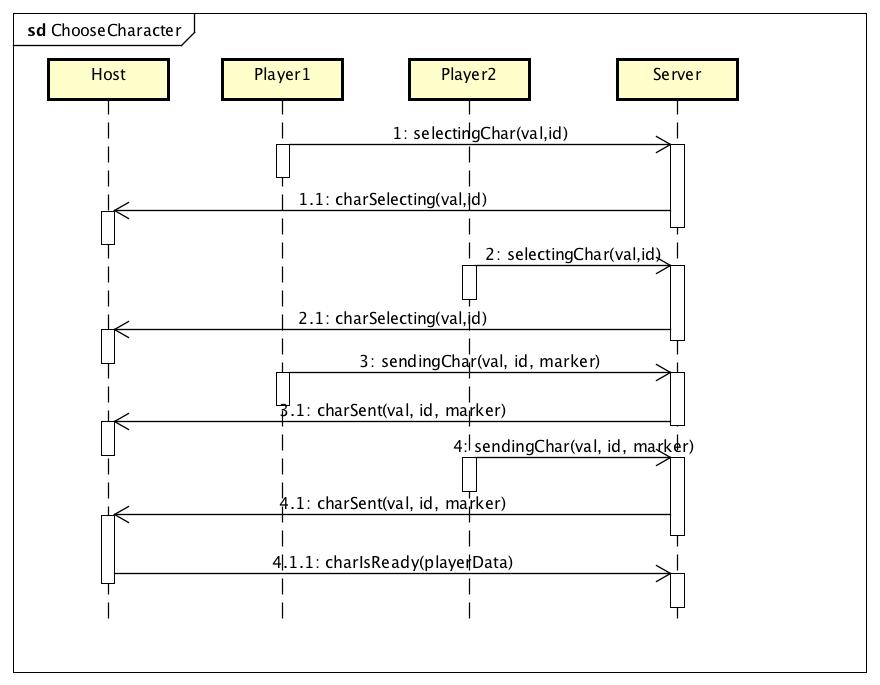 sd ChooseCharacter
Host Player1 Player2 Server
1: selectingChar(val,id)
1.1: charSelecting(val,id)
2: selectingChar(val,id)
2.1: charSelecting(val,id)
3: sendingChar(val, id, marker)
3.1: charSent(val, id, marker)
4: sendingChar(val, id, marker)
4.1: charSent(val, id, marker)
4.1.1: charIsReady(playerData)